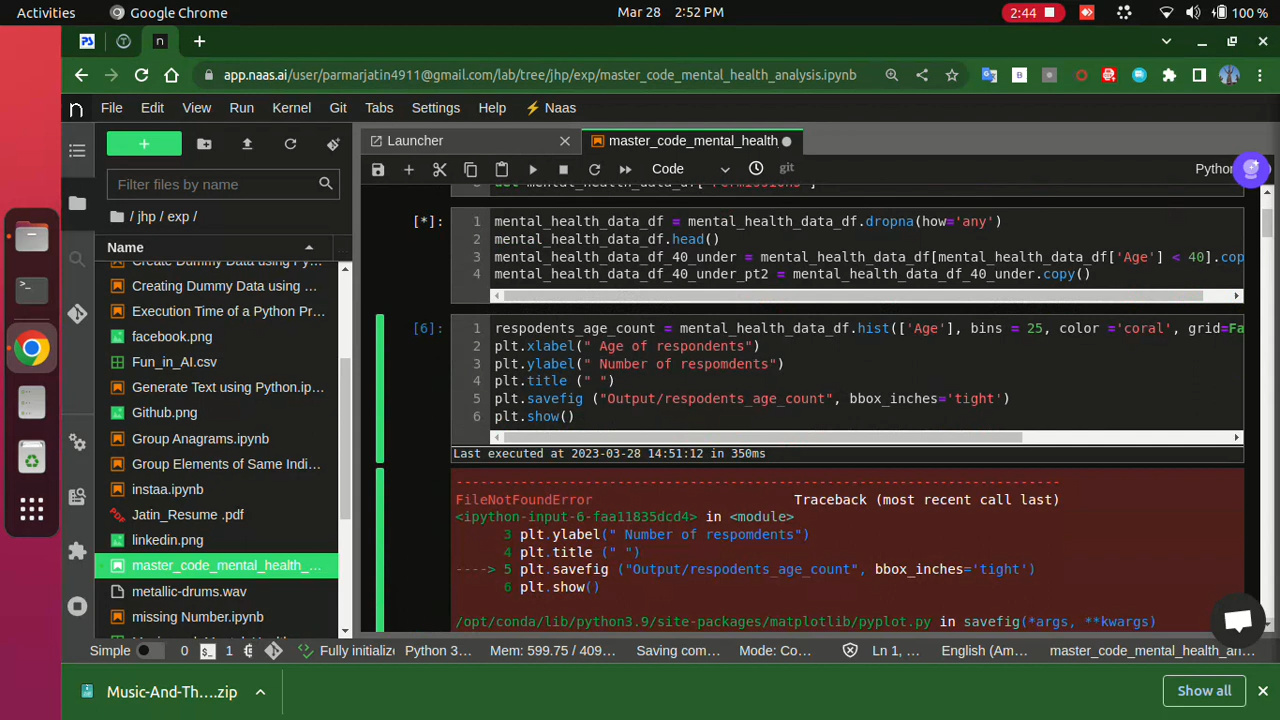 Activities Google Chrome Mar 28 2:52 PM 2:44 100 %
app.naas.ai/user/parmarjatin4911@gmail.com/lab/tree/jhp/exp/master_code_mental_health_analysis.ipynb
File Edit View Run Kernel Git Tabs Settings Help ⚡ Naas
Launcher
master_code_mental_health_
Code
git
Python
Filter files by name
/ jhp / exp /
Name
Create Dummy Data using Py...
Creating Dummy Data using ...
Execution Time of a Python Pr...
facebook.png
Fun_in_AI.csv
Generate Text using Python.ip...
Github.png
Group Anagrams.ipynb
Group Elements of Same Indi...
instaa.ipynb
Jatin_Resume .pdf
linkedin.png
master_code_mental_health_...
metallic-drums.wav
missing Number.ipynb
[*]:
1 mental_health_data_df = mental_health_data_df.dropna(how='any')
2 mental_health_data_df.head()
3 mental_health_data_df_40_under = mental_health_data_df[mental_health_data_df['Age'] < 40].cop
4 mental_health_data_df_40_under_pt2 = mental_health_data_df_40_under.copy()
[6]:
1 respodents_age_count = mental_health_data_df.hist(['Age'], bins = 25, color ='coral', grid=Fa
2 plt.xlabel(" Age of respondents")
3 plt.ylabel(" Number of respomdents")
4 plt.title (" ")
5 plt.savefig ("Output/respodents_age_count", bbox_inches='tight')
6 plt.show()
Last executed at 2023-03-28 14:51:12 in 350ms
---------------------------------------------------------------------------
FileNotFoundError Traceback (most recent call last)
<ipython-input-6-faa11835dcd4> in <module>
3 plt.ylabel(" Number of respomdents")
4 plt.title (" ")
----> 5 plt.savefig ("Output/respodents_age_count", bbox_inches='tight')
6 plt.show()
/opt/conda/lib/python3.9/site-packages/matplotlib/pyplot.py in savefig(*args, **kwargs)
Simple 0 1 Fully initialize Python 3... Mem: 599.75 / 409... Saving com... Mode: Co... Ln 1, ... English (Am... master_code_mental_health_an...
Music-And-Th....zip
Show all